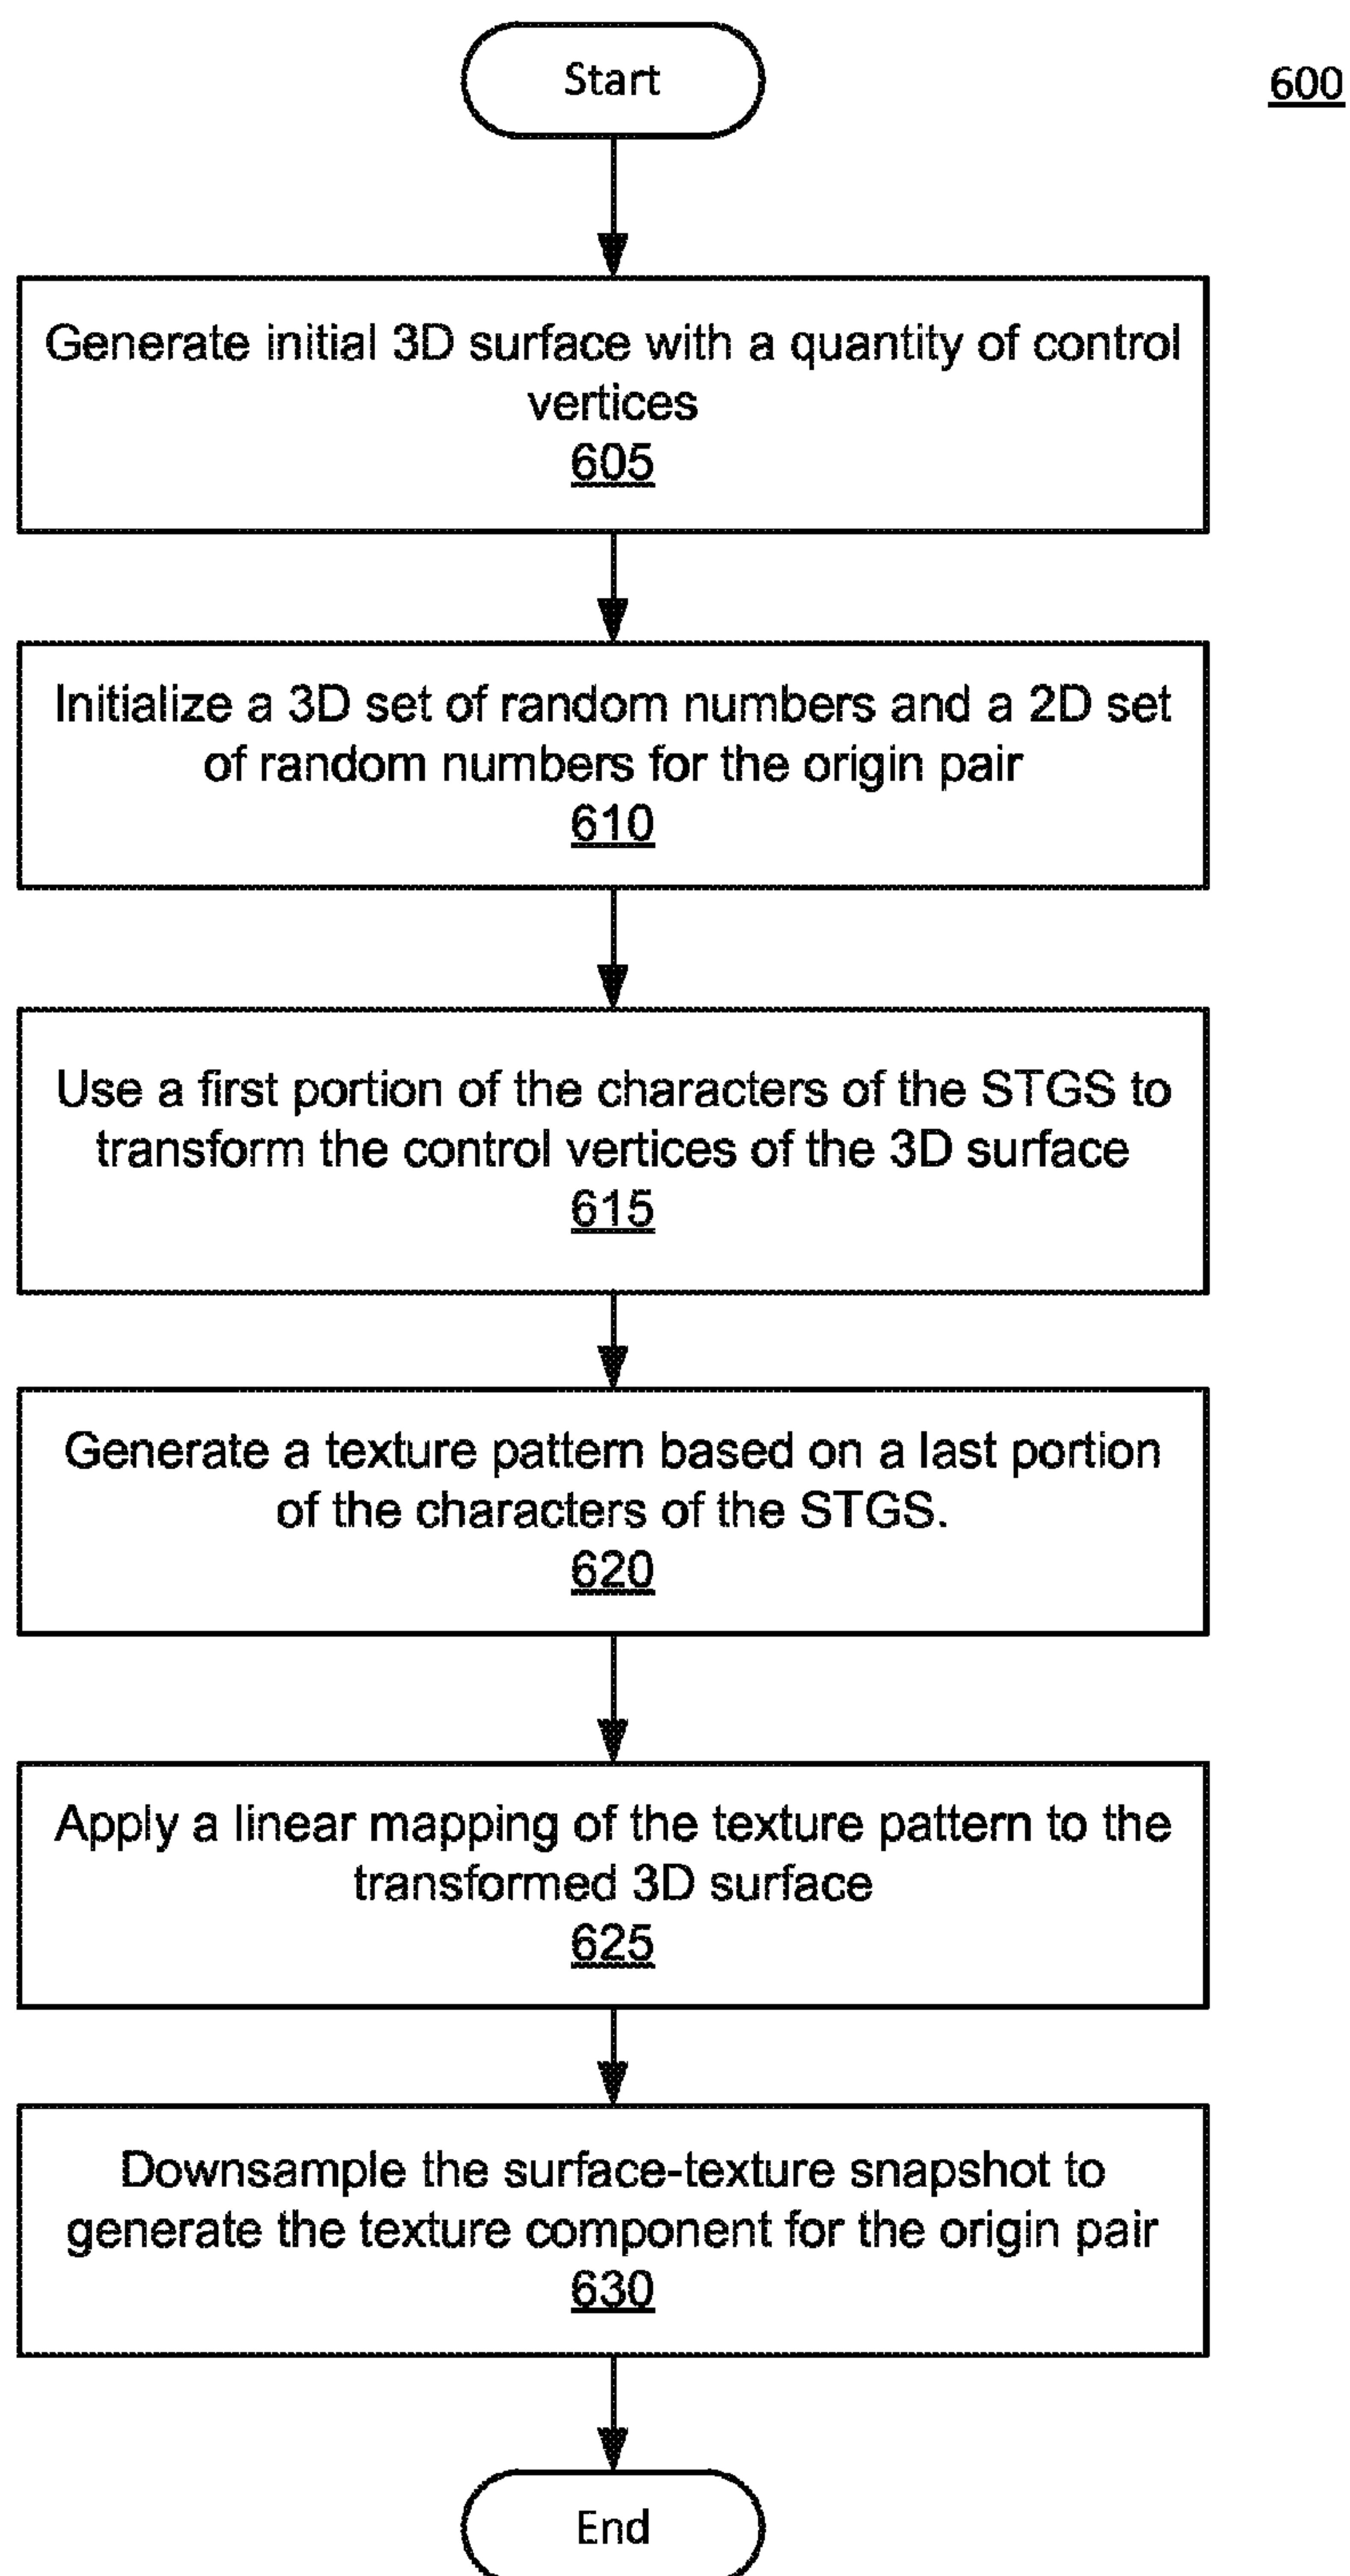 Start
600
Generate initial 3D surface with a quantity of control
vertices
605
Initialize a 3D set of random numbers and a 2D set
of random numbers for the origin pair
610
Use a first portion of the characters of the STGS to
transform the control vertices of the 3D surface
615
Generate a texture pattern based on a last portion
of the characters of the STGS.
620
Apply a linear mapping of the texture pattern to the
transformed 3D surface
625
Downsample the surface-texture snapshot to
generate the texture component for the origin pair
630
End